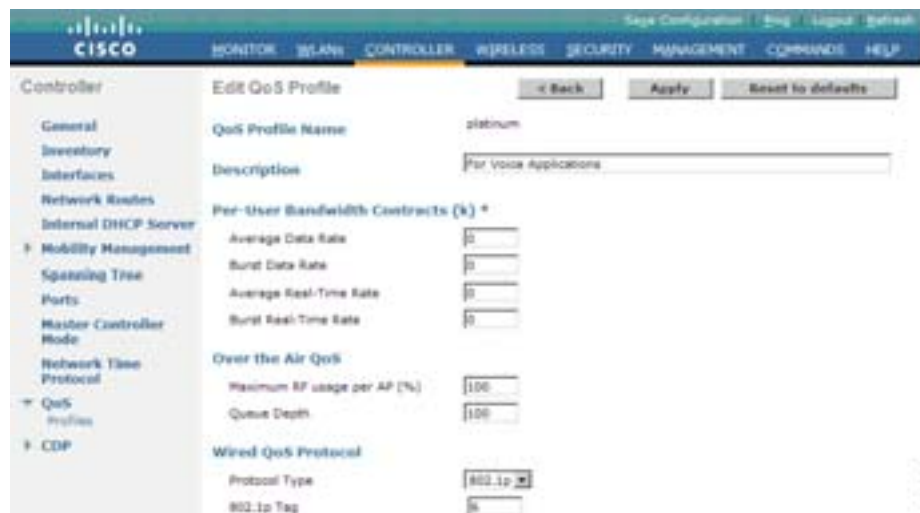 Save Configuration | Ping | Logout | Refresh
CISCO
MONITOR WLANs CONTROLLER WIRELESS SECURITY MANAGEMENT COMMANDS HELP
Controller
General
Inventory
Interfaces
Network Routes
Internal DHCP Server
Mobility Management
Spanning Tree
Ports
Master Controller
Mode
Network Time
Protocol
QoS
Profiles
CDP
Edit QoS Profile
< Back
Apply
Reset to defaults
QoS Profile Name platinum
Description For Voice Applications
Per-User Bandwidth Contracts (k) *
Average Data Rate 0
Burst Data Rate 0
Average Real-Time Rate 0
Burst Real-Time Rate 0
Over the Air QoS
Maximum RF usage per AP (%) 100
Queue Depth 100
Wired QoS Protocol
Protocol Type 802.1p
802.1p Tag 6